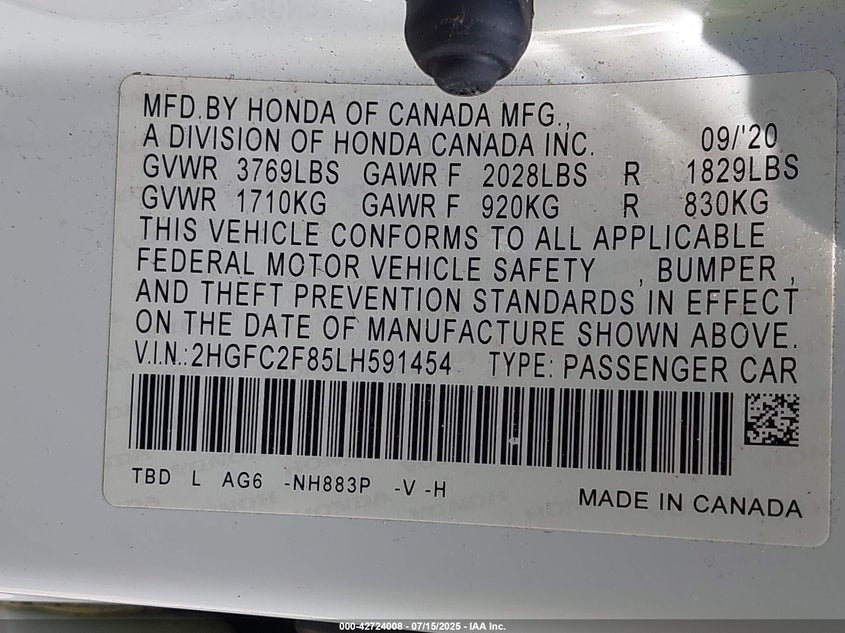 MFD.BY HONDA OF CANADA MFG.,
A DIVISION OF HONDA CANADA INC. 09/'20
GVWR 3769LBS GAWR F 2028LBS R 1829LBS
GVWR 1710KG GAWR F 920KG R 830KG
THIS VEHICLE CONFORMS TO ALL APPLICABLE
FEDERAL MOTOR VEHICLE SAFETY , BUMPER ,
AND THEFT PREVENTION STANDARDS IN EFFECT
ON THE DATE OF MANUFACTURE SHOWN ABOVE.
V.I.N.:2HGFC2F85LH591454 TYPE: PASSENGER CAR
TBD L AG6 -NH883P -V -H
MADE IN CANADA
000-42724008 - 07/15/2025 - IAA Inc.